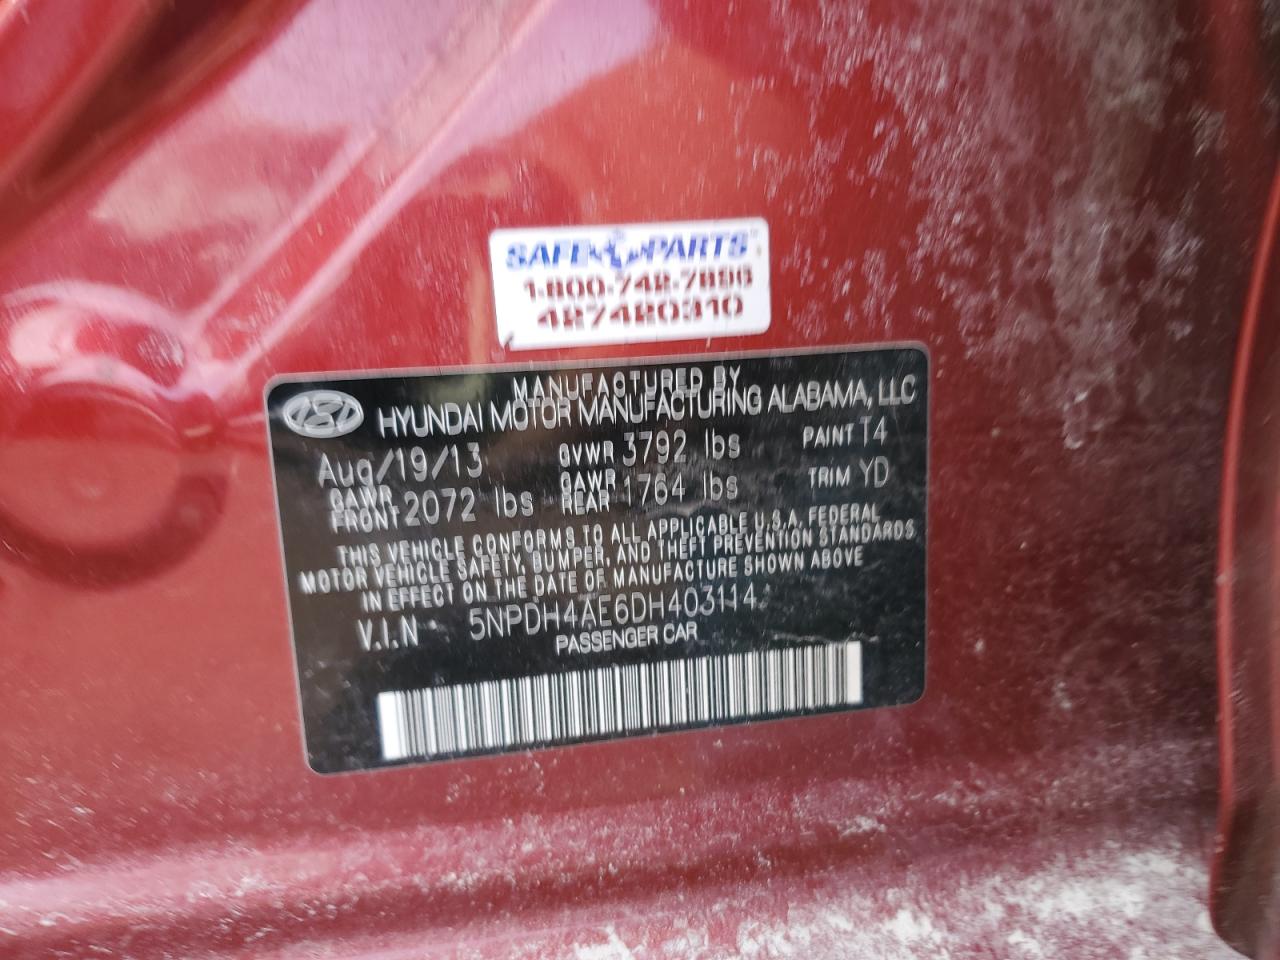 SAFE PARTS
1-800-742-7896
427420310
MANUFACTURED BY
HYUNDAI MOTOR MANUFACTURING ALABAMA, LLC
Aug/19/13 GVWR 3792 lbs PAINT T4
GAWR FRONT 2072 lbs GAWR REAR 1764 lbs TRIM YD
THIS VEHICLE CONFORMS TO ALL APPLICABLE U.S.A. FEDERAL
MOTOR VEHICLE SAFETY, BUMPER, AND THEFT PREVENTION STANDARDS
IN EFFECT ON THE DATE OF MANUFACTURE SHOWN ABOVE
V.I.N 5NPDH4AE6DH403114
PASSENGER CAR